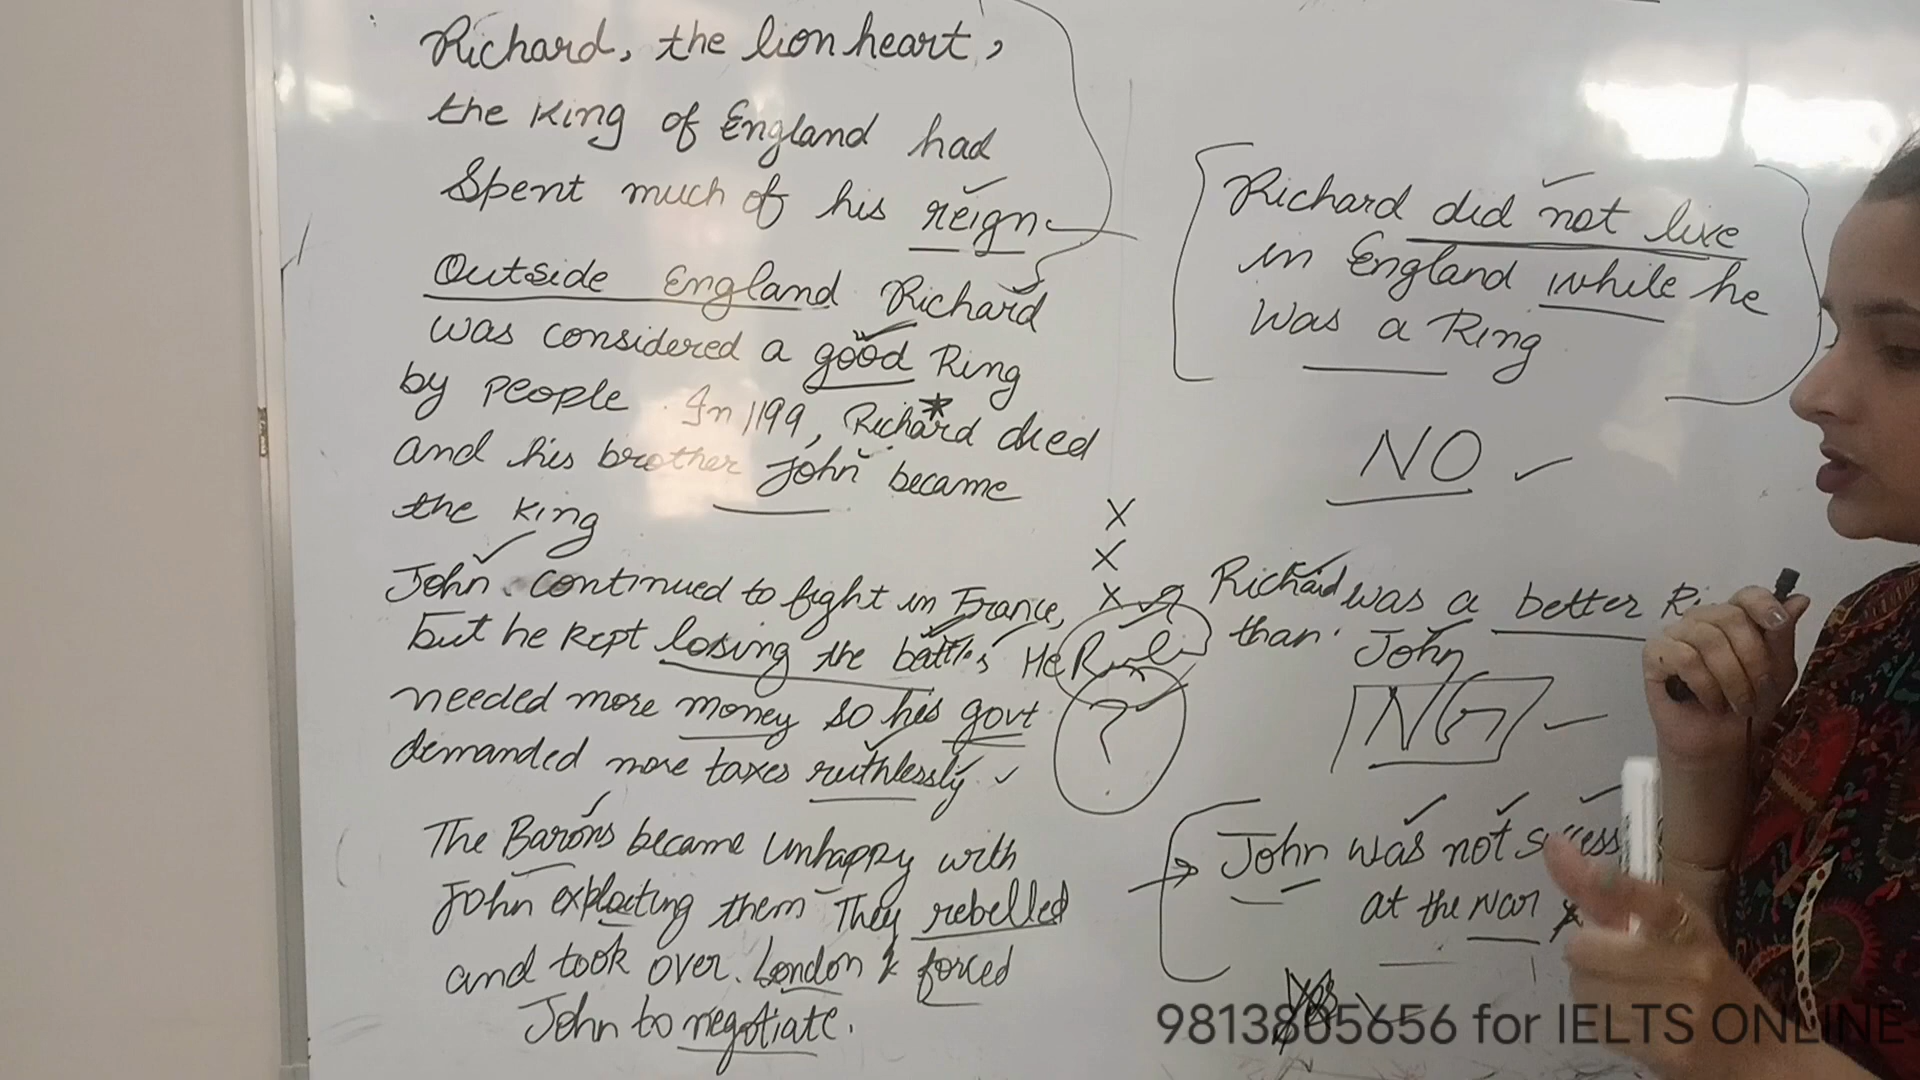 Richard, the lion heart,
the King of England had
Spent much of his reign.
Outside England Richard
was considered a good King
by people. In 1199, Richard died
and his brother John became
the King
John continued to fight in France,
but he kept losing the battles, He
needed more money so his govt
demanded more taxes ruthlessly
The Barons became unhappy with
John exploiting them They rebelled
and took over London & forced
John to negotiate.
Richard did not live
in England while he
was a King
NO
X
X
X
Richard was a better
than John
?
NG
John was not
at the war
9813805656 for IELTS ONLINE